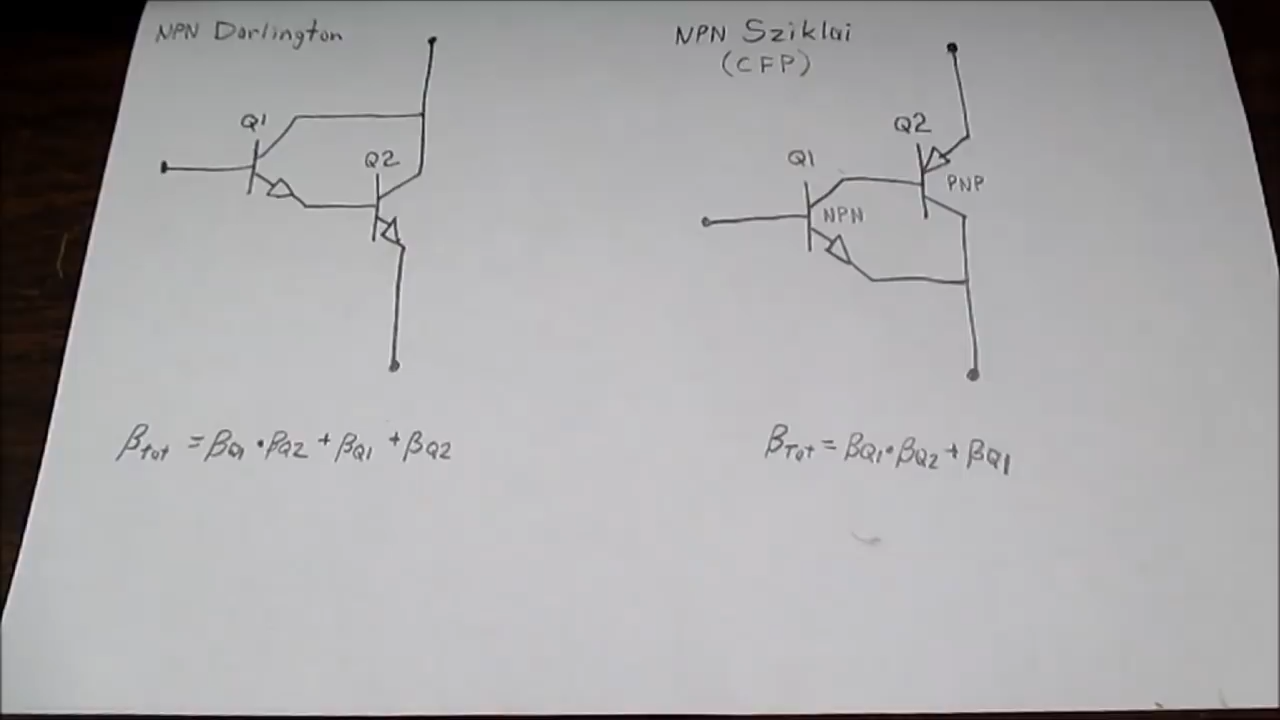 NPN Darlington
Q1
Q2
β_tot = β_Q1 · β_Q2 + β_Q1 + β_Q2
NPN Sziklai
(CFP)
Q2
Q1
PNP
NPN
β_Tot = β_Q1 · β_Q2 + β_Q1